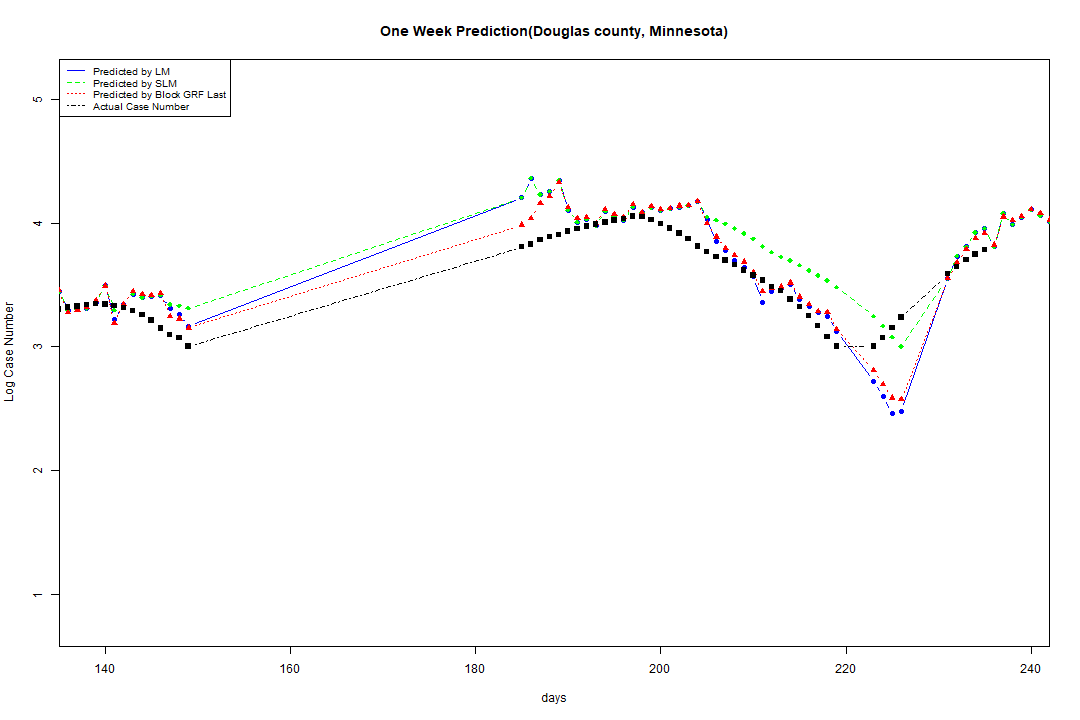 One Week Prediction(Douglas county, Minnesota)
Predicted by LM
Predicted by SLM
Predicted by Block GRF Last
Actual Case Number
5
4
3
2
1
Log Case Number
140 160 180 200 220 240
days